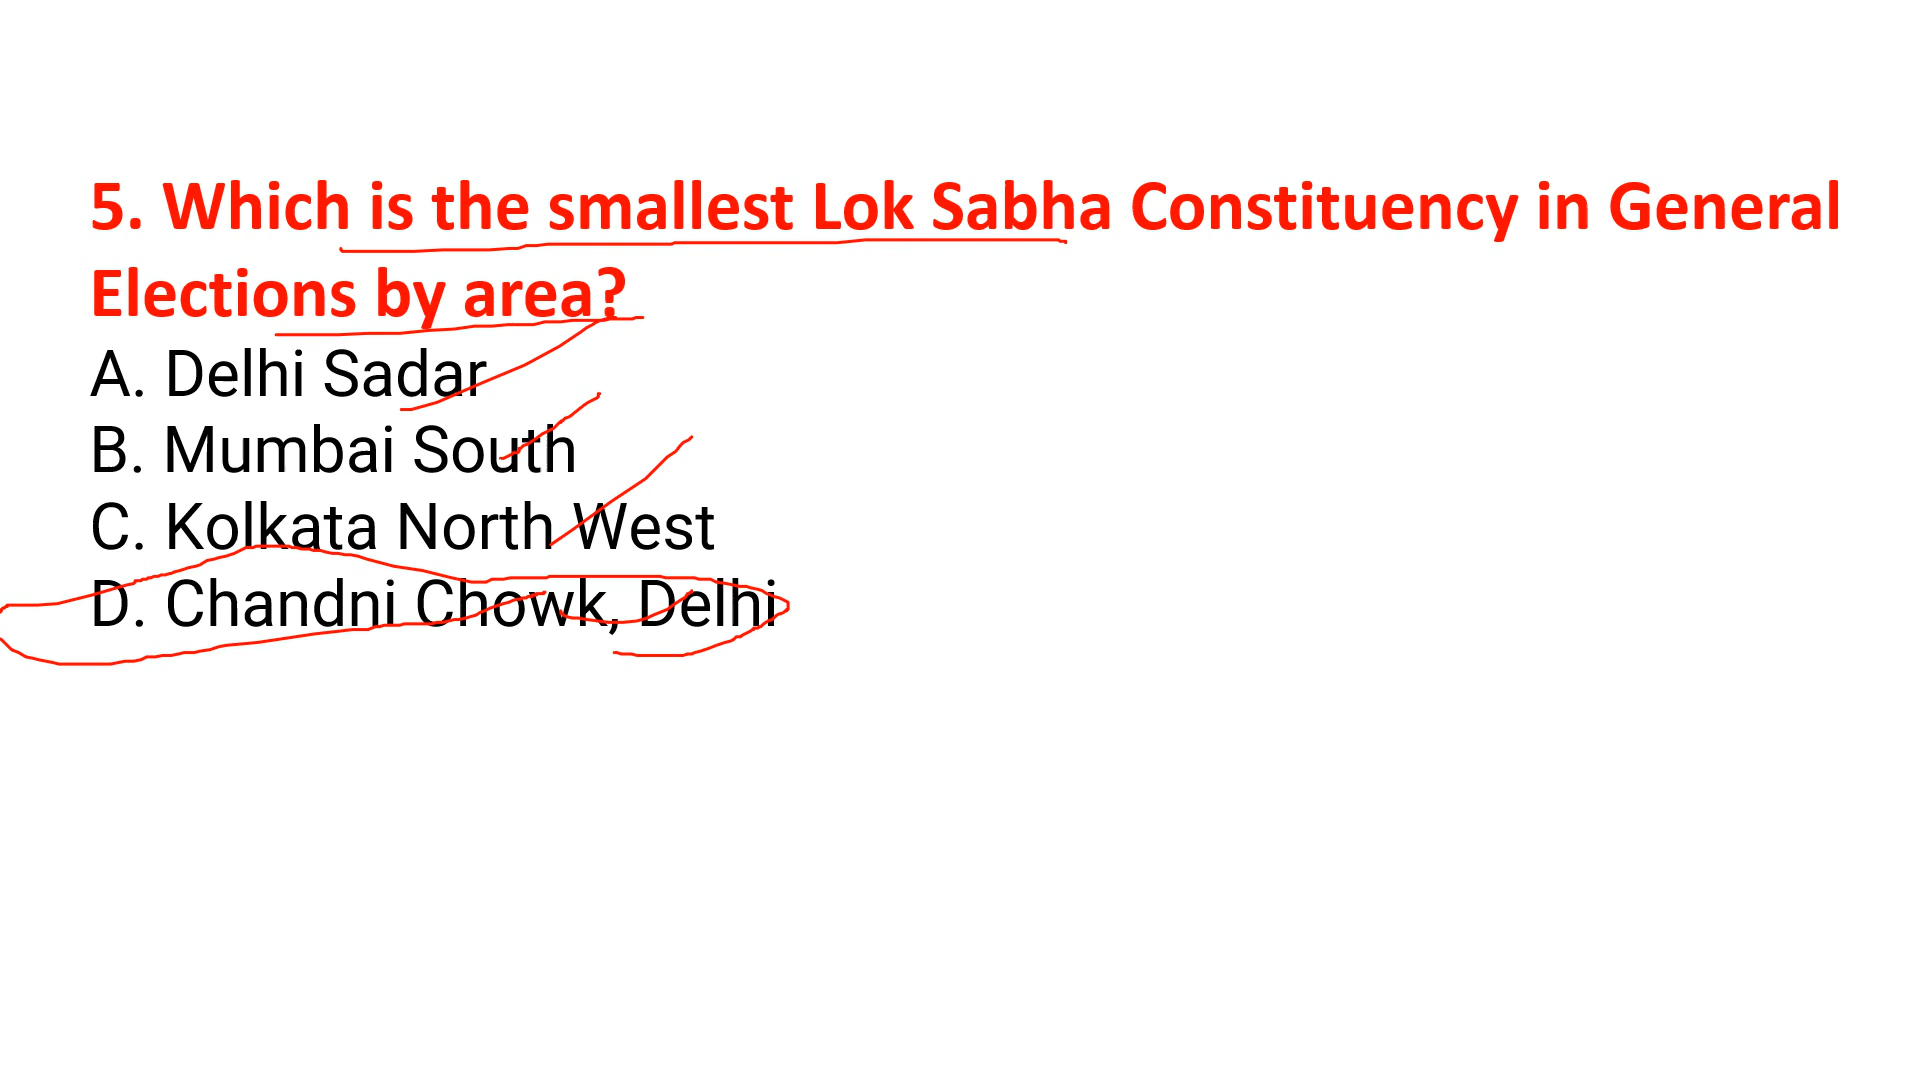 5. Which is the smallest Lok Sabha Constituency in General
Elections by area?
A. Delhi Sadar
B. Mumbai South
C. Kolkata North West
D. Chandni Chowk, Delhi